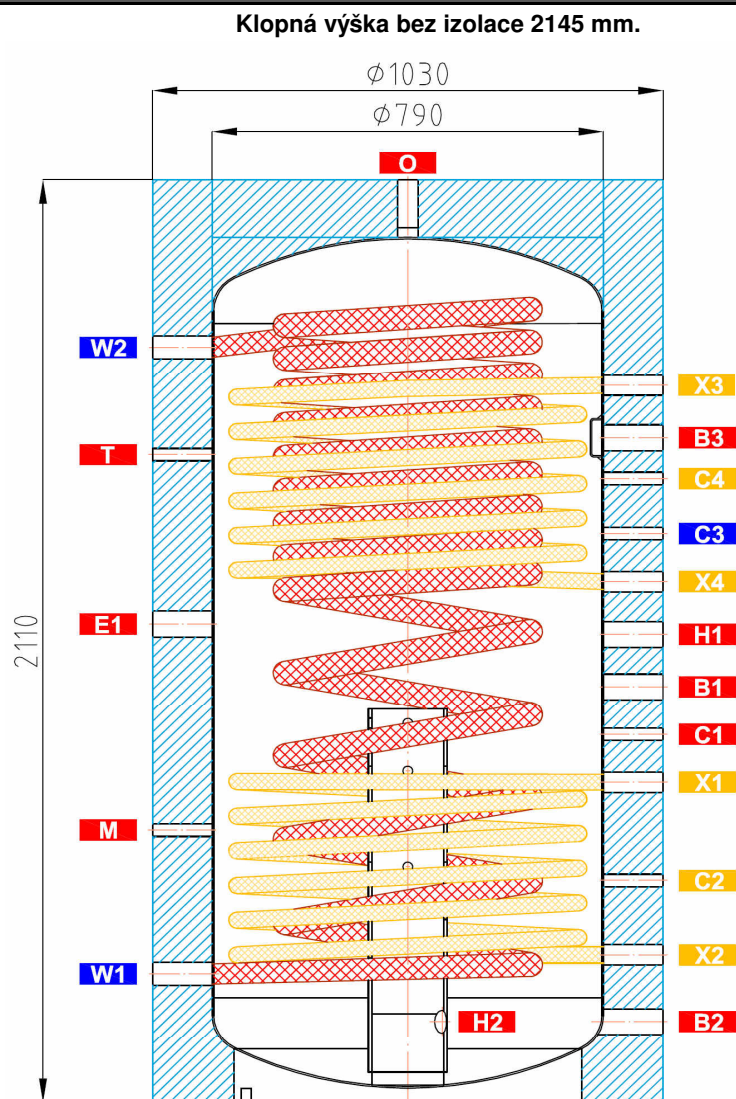 Klopná výška bez izolace 2145 mm.
⌀1030
⌀790
O
W2
X3
B3
T
C4
C3
X4
E1
H1
2110
B1
C1
X1
M
C2
X2
W1
H2
B2